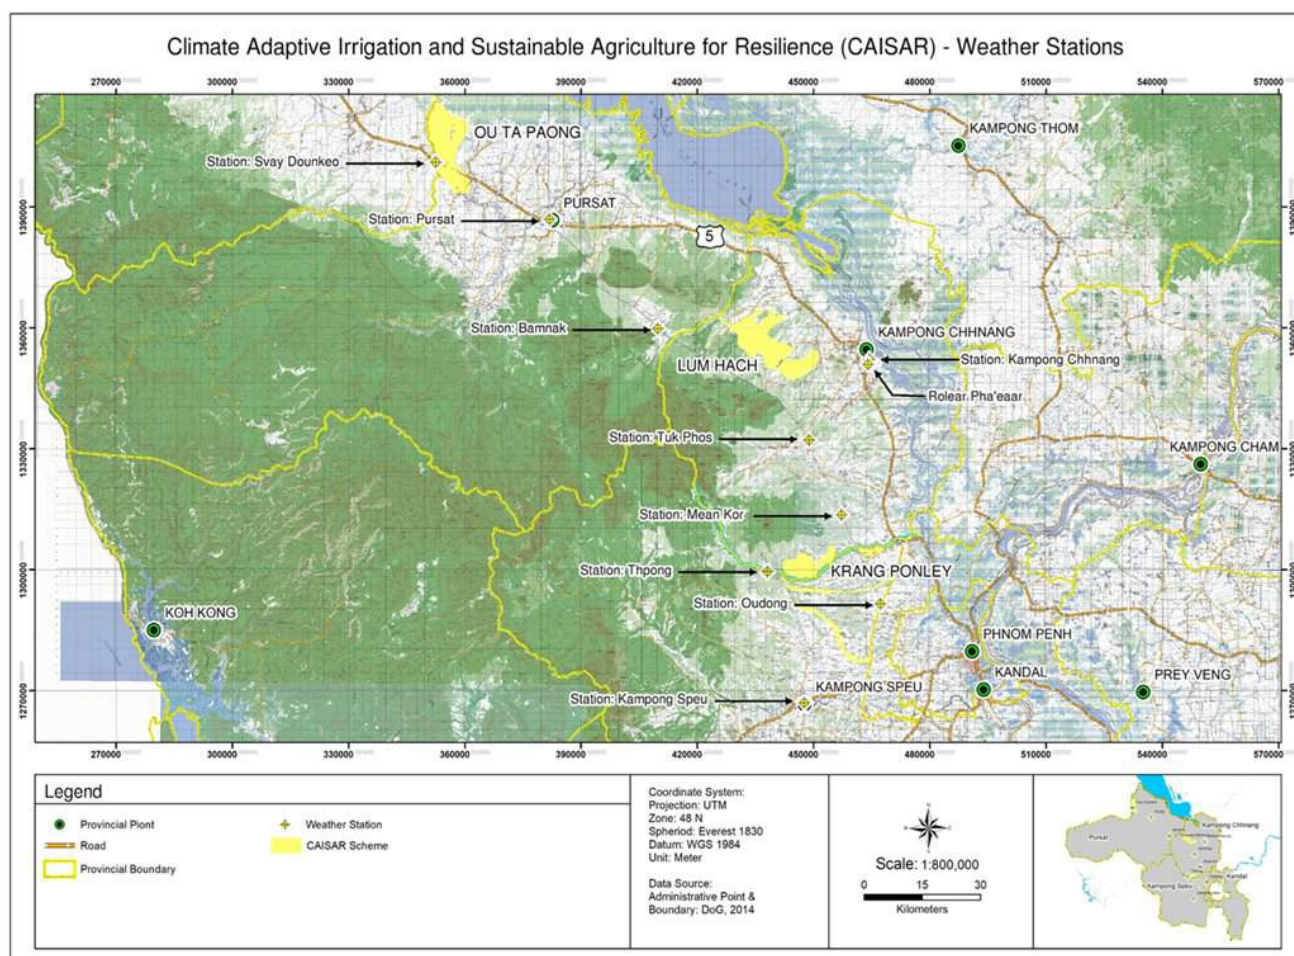 Climate Adaptive Irrigation and Sustainable Agriculture for Resilience (CAISAR) - Weather Stations
270000 300000 330000 360000 390000 420000 450000 480000 510000 540000 570000
KAMPONG THOM
OU TA PAONG
Station: Svay Dounkeo
PURSAT
1390000
1390000
Station: Pursat
5
Station: Bamnak
1360000
KAMPONG CHHNANG
1360000
LUM HACH
Station: Kampong Chhnang
Rolear Pha'eaar
Station: Tuk Phos
1330000
KAMPONG CHAM
1330000
Station: Mean Kor
Station: Thpong
1300000
KRANG PONLEY
1300000
Station: Oudong
KOH KONG
PHNOM PENH
KANDAL
PREY VENG
KAMPONG SPEU
Station: Kampong Speu
1270000
1270000
270000 300000 330000 360000 390000 420000 450000 480000 510000 540000 570000
Legend
Provincial Piont
Road
Provincial Boundary
Weather Station
CAISAR Scheme
Coordinate System:
Projection: UTM
Zone: 48 N
Spheriod: Everest 1830
Datum: WGS 1984
Unit: Meter
Data Source:
Administrative Point &
Boundary: DoG, 2014
N
Scale: 1:800,000
0 15 30
Kilometers
Kampong Chhnang
Pursat
Kandal
Kampong Speu